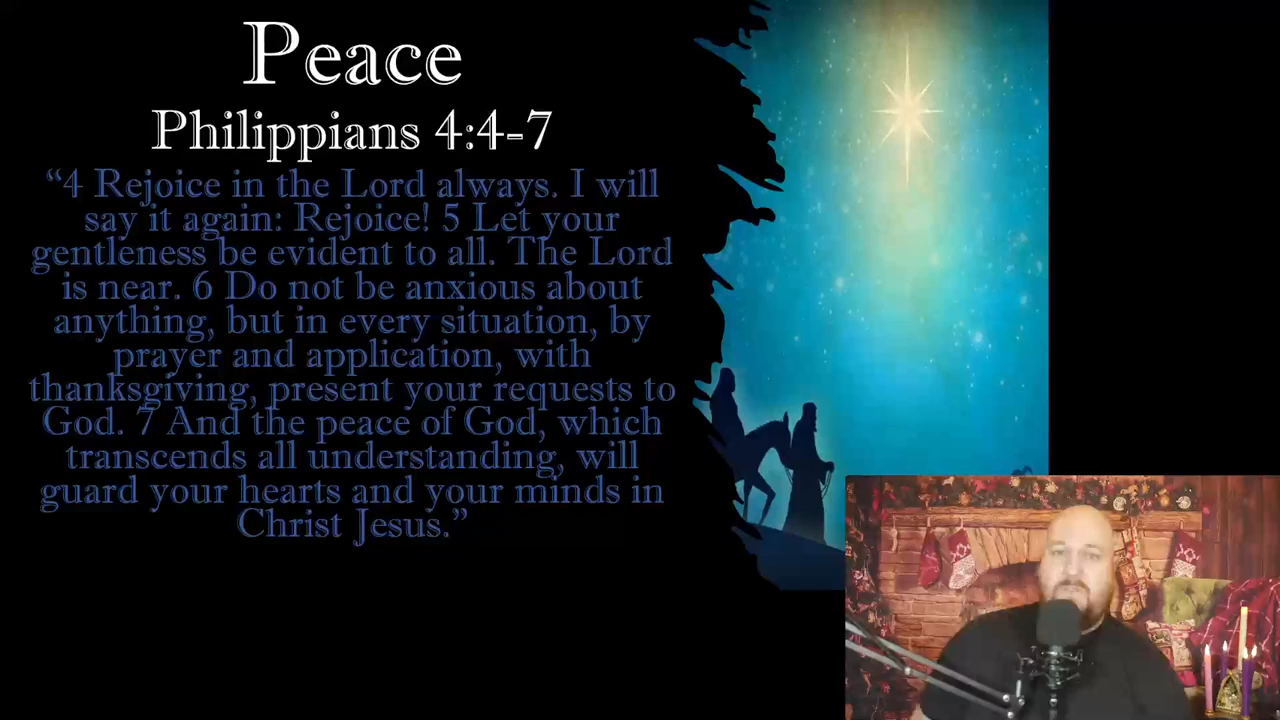 Peace
Philippians 4:4-7
“4 Rejoice in the Lord always. I will
say it again: Rejoice! 5 Let your
gentleness be evident to all. The Lord
is near. 6 Do not be anxious about
anything, but in every situation, by
prayer and application, with
thanksgiving, present your requests to
God. 7 And the peace of God, which
transcends all understanding, will
guard your hearts and your minds in
Christ Jesus.”